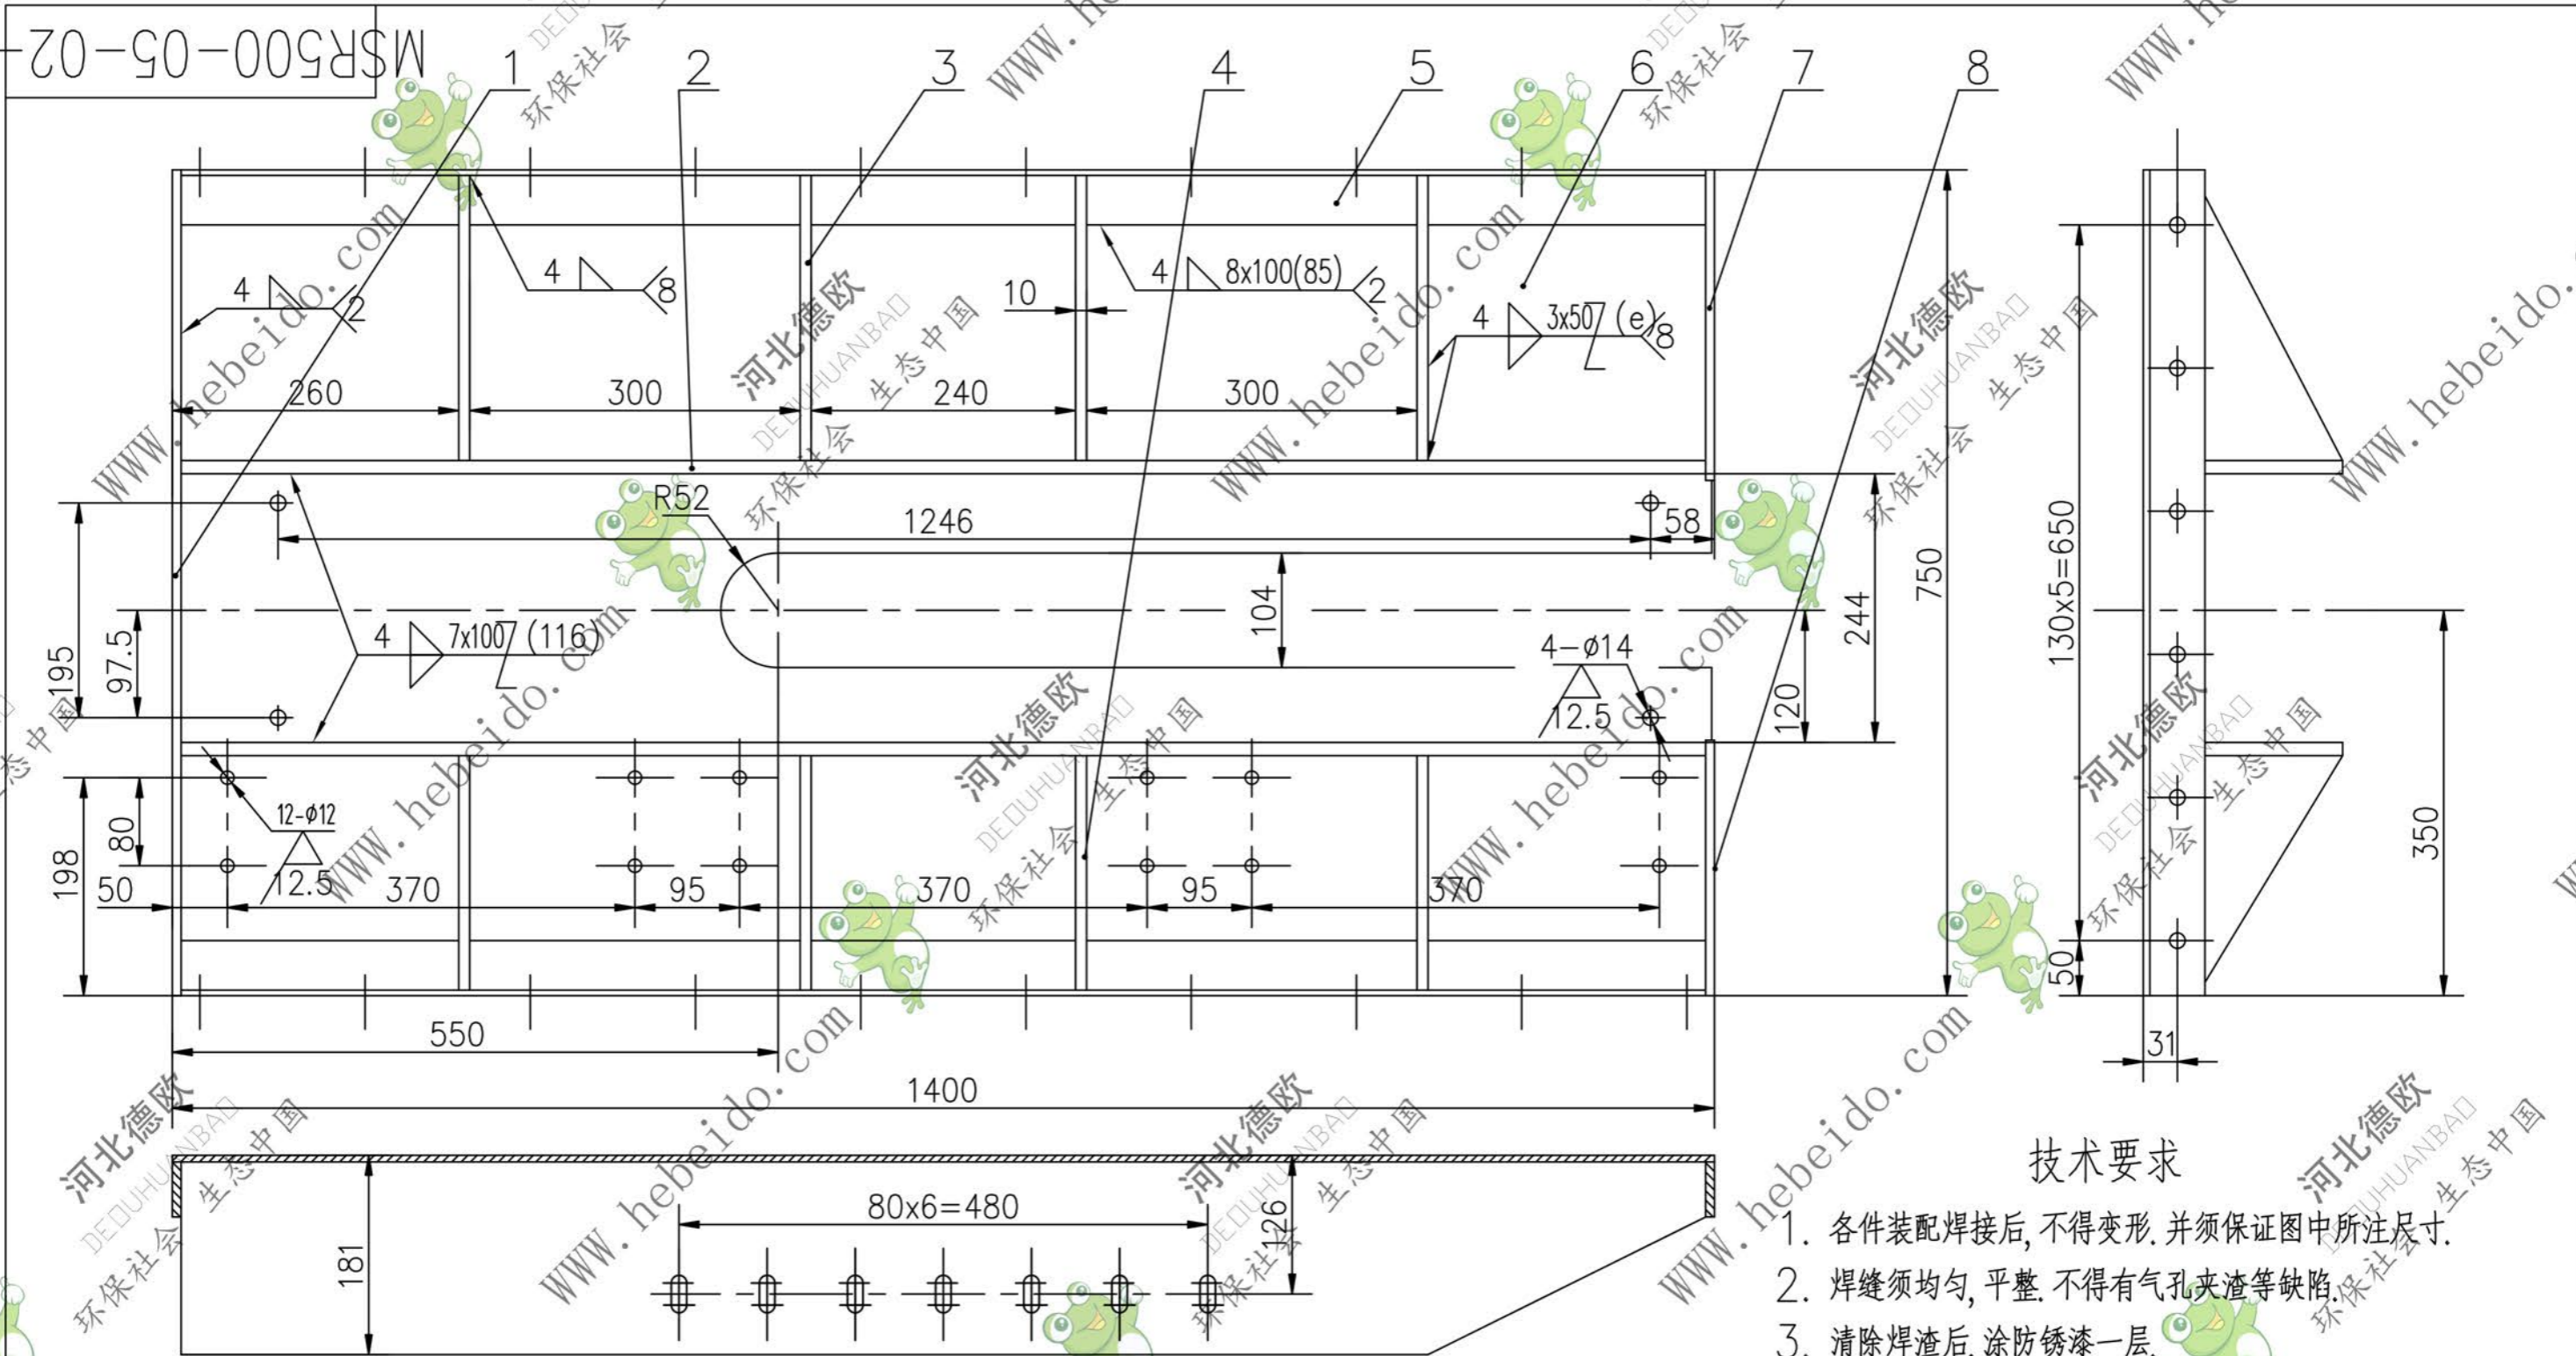 MSR500-05-02-
1 2 3 4 5 6 7 8
4 2
4 8
4 8x100(85) 2
10
4 3x50 (e) 8
260 300 240 300
R52
1246
58
195
97.5
4 7x100 (116)
104
4-ø14
12.5
120
244
750
198
80
12-ø12
12.5
50 370 95 370 95 370
550
1400
130x5=650
50
350
31
181
80x6=480
126
技术要求
1. 各件装配焊接后,不得变形.并须保证图中所注尺寸.
2. 焊缝须均匀,平整.不得有气孔夹渣等缺陷.
3. 清除焊渣后.涂防锈漆一层.
WWW.hebeido.com
河北德欧
DEOUHUANBAO
环保社会 生态中国